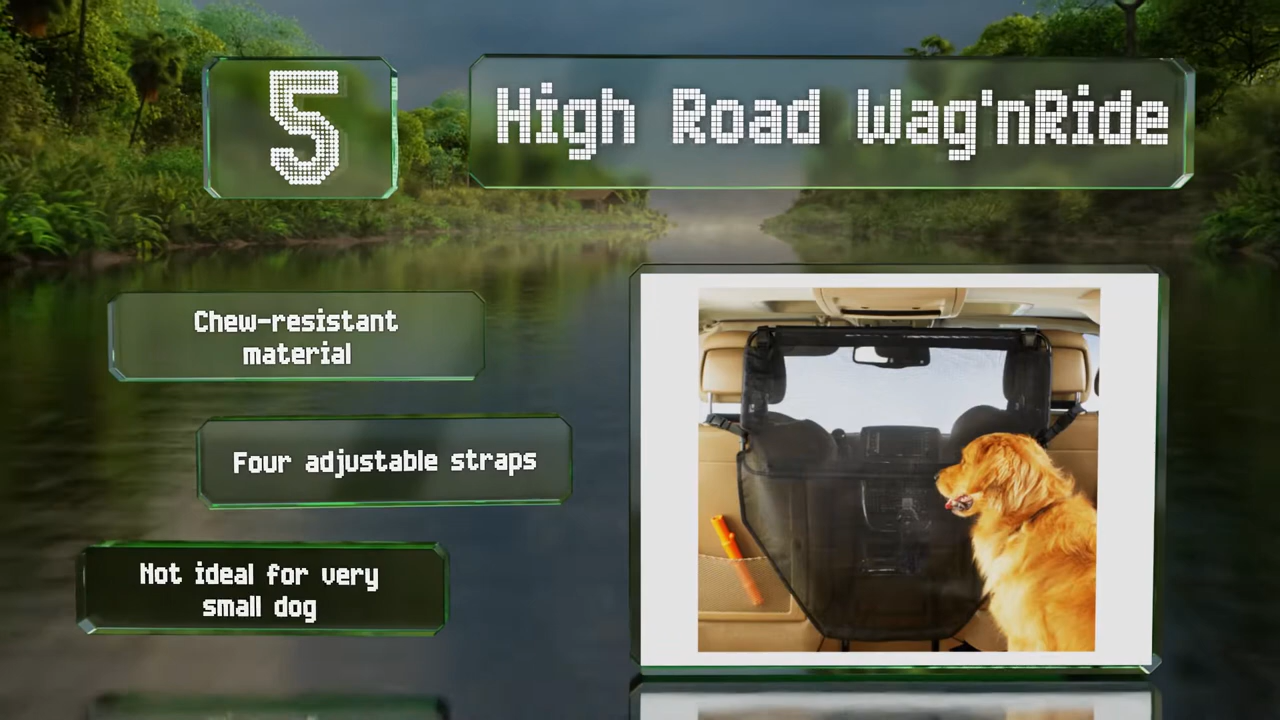 5
High Road Wag'nRide
Chew-resistant
material
Four adjustable straps
Not ideal for very
small dog